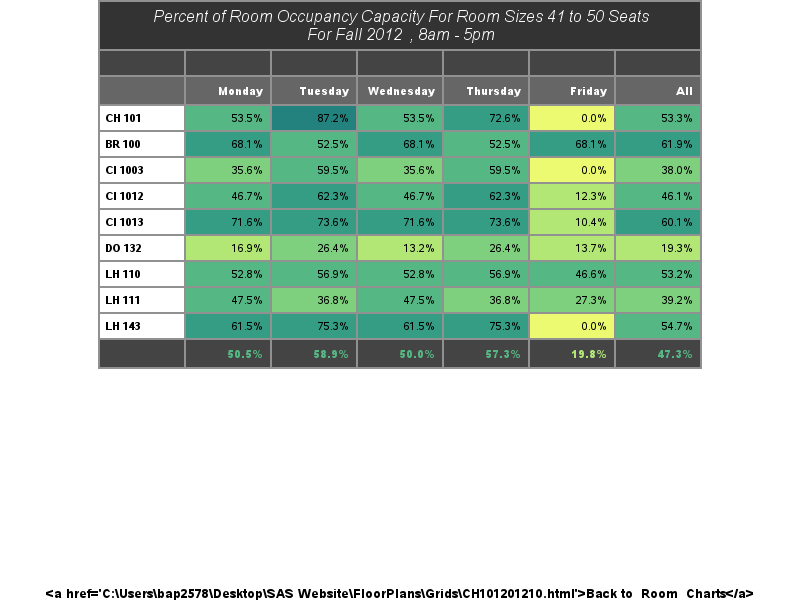 Percent of Room Occupancy Capacity For Room Sizes 41 to 50 Seats
For Fall 2012 , 8am - 5pm
Monday Tuesday Wednesday Thursday Friday All
CH 101 53.5% 87.2% 53.5% 72.6% 0.0% 53.3%
BR 100 68.1% 52.5% 68.1% 52.5% 68.1% 61.9%
CI 1003 35.6% 59.5% 35.6% 59.5% 0.0% 38.0%
CI 1012 46.7% 62.3% 46.7% 62.3% 12.3% 46.1%
CI 1013 71.6% 73.6% 71.6% 73.6% 10.4% 60.1%
DO 132 16.9% 26.4% 13.2% 26.4% 13.7% 19.3%
LH 110 52.8% 56.9% 52.8% 56.9% 46.6% 53.2%
LH 111 47.5% 36.8% 47.5% 36.8% 27.3% 39.2%
LH 143 61.5% 75.3% 61.5% 75.3% 0.0% 54.7%
50.5% 58.9% 50.0% 57.3% 19.8% 47.3%
<a href='C:\Users\bap2578\Desktop\SAS Website\FloorPlans\Grids\CH101201210.html'>Back to Room Charts</a>